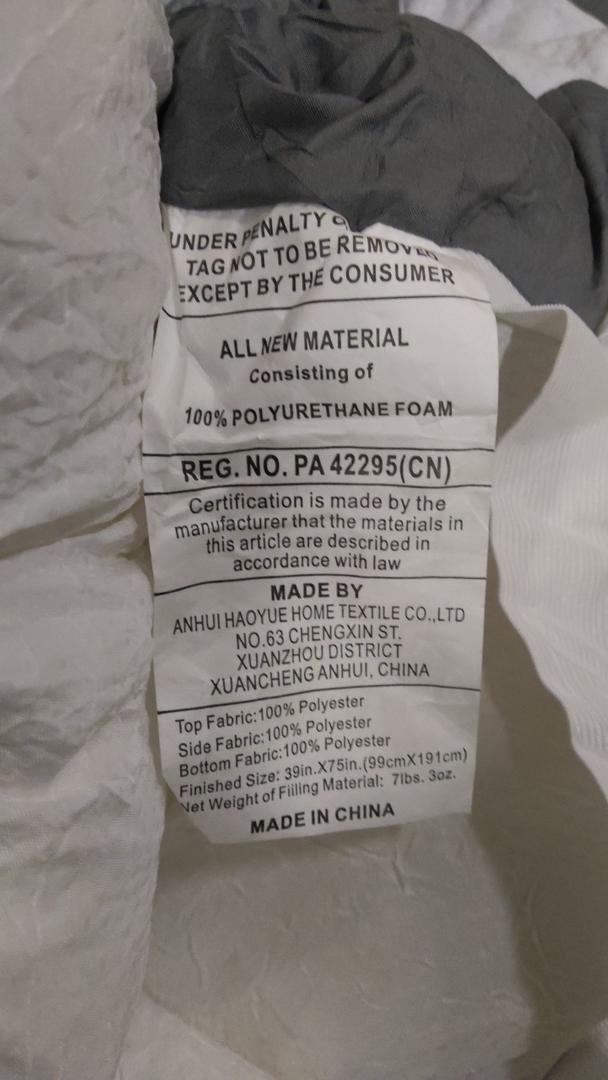 UNDER PENALTY
TAG NOT TO BE REMOVED
EXCEPT BY THE CONSUMER
ALL NEW MATERIAL
Consisting of
100% POLYURETHANE FOAM
REG. NO. PA 42295(CN)
Certification is made by the
manufacturer that the materials in
this article are described in
accordance with law
MADE BY
ANHUI HAOYUE HOME TEXTILE CO.,LTD
NO.63 CHENGXIN ST.
XUANZHOU DISTRICT
XUANCHENG ANHUI, CHINA
Top Fabric:100% Polyester
Side Fabric:100% Polyester
Bottom Fabric:100% Polyester
Finished Size: 39in.X75in.(99cmX191cm)
Net Weight of Fiiling Material: 7lbs. 3oz.
MADE IN CHINA